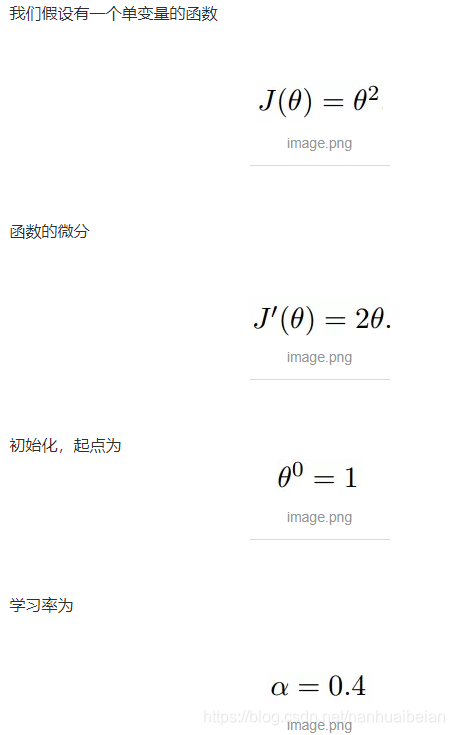 我们假设有一个单变量的函数
J(θ) = θ²
image.png
函数的微分
J′(θ) = 2θ.
image.png
初始化，起点为
θ⁰ = 1
image.png
学习率为
α = 0.4
https://blog.csdn.net/nanhuaibeian
image.png